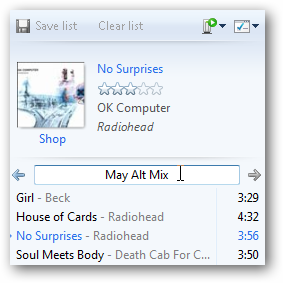 Save list Clear list
No Surprises
OK Computer
Radiohead
Shop
May Alt Mix
Girl - Beck 3:29
House of Cards - Radiohead 4:32
No Surprises - Radiohead 3:56
Soul Meets Body - Death Cab For C... 3:50